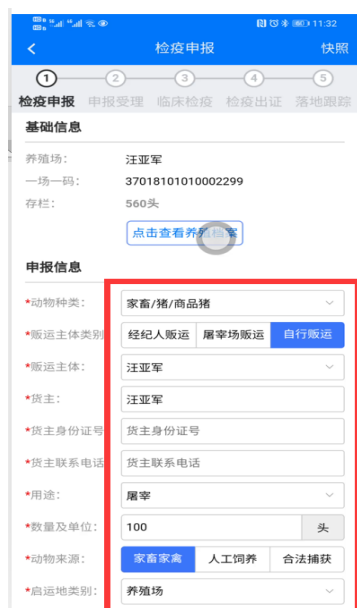 11:32
检疫申报 快照
1 2 3 4 5
检疫申报 申报受理 临床检疫 检疫出证 落地跟踪
基础信息
养殖场: 汪亚军
一场一码: 37018101010002299
存栏: 560头
点击查看养殖档案
申报信息
*动物种类: 家畜/猪/商品猪
*贩运主体类别 经纪人贩运 屠宰场贩运 自行贩运
*贩运主体: 汪亚军
*货主: 汪亚军
*货主身份证号 货主身份证号
*货主联系电话 货主联系电话
*用途: 屠宰
*数量及单位: 100 头
*动物来源: 家畜家禽 人工饲养 合法捕获
*启运地类别: 养殖场